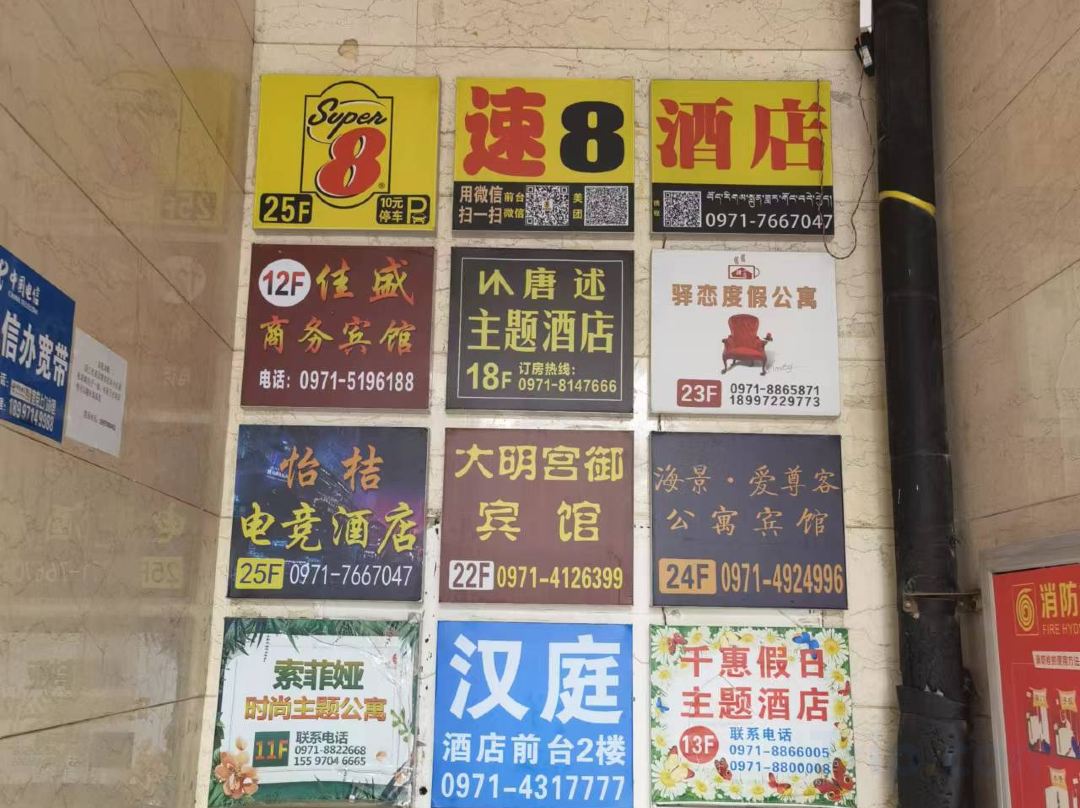 Super
8
25F
10元
停车 P
速8
用微信
扫一扫
前台
微信
美
团
酒店
0971-7667047
12F 佳盛
商务宾馆
电话：0971-5196188
唐述
主题酒店
18F
订房热线：
0971-8147666
驿恋度假公寓
23F
0971-8865871
18997229773
怡桔
电竞酒店
25F 0971-7667047
大明宫御
宾馆
22F 0971-4126399
海景·爱尊客
公寓宾馆
24F 0971-4924996
索菲娅
时尚主题公寓
11F
联系电话
0971-8822668
155 9704 6665
汉庭
酒店前台2楼
0971-4317777
千惠假日
主题酒店
13F
联系电话
0971-8866005
0971-8800008
中国电信
信办宽带
18997143988
消防
FIRE HYD